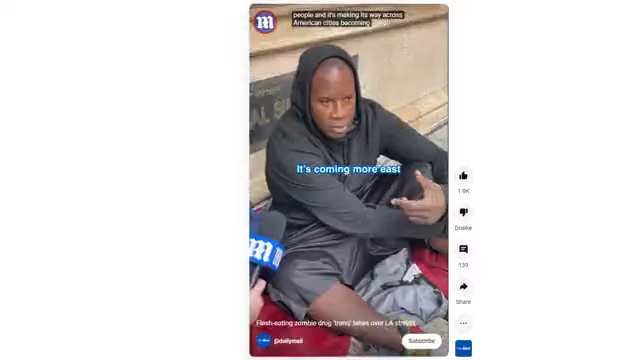 people and it's making its way across
American cities becoming
It's coming more east
Flesh-eating zombie drug 'tranq' takes over LA streets
@dailymail
Subscribe
1.9K
Dislike
139
Share